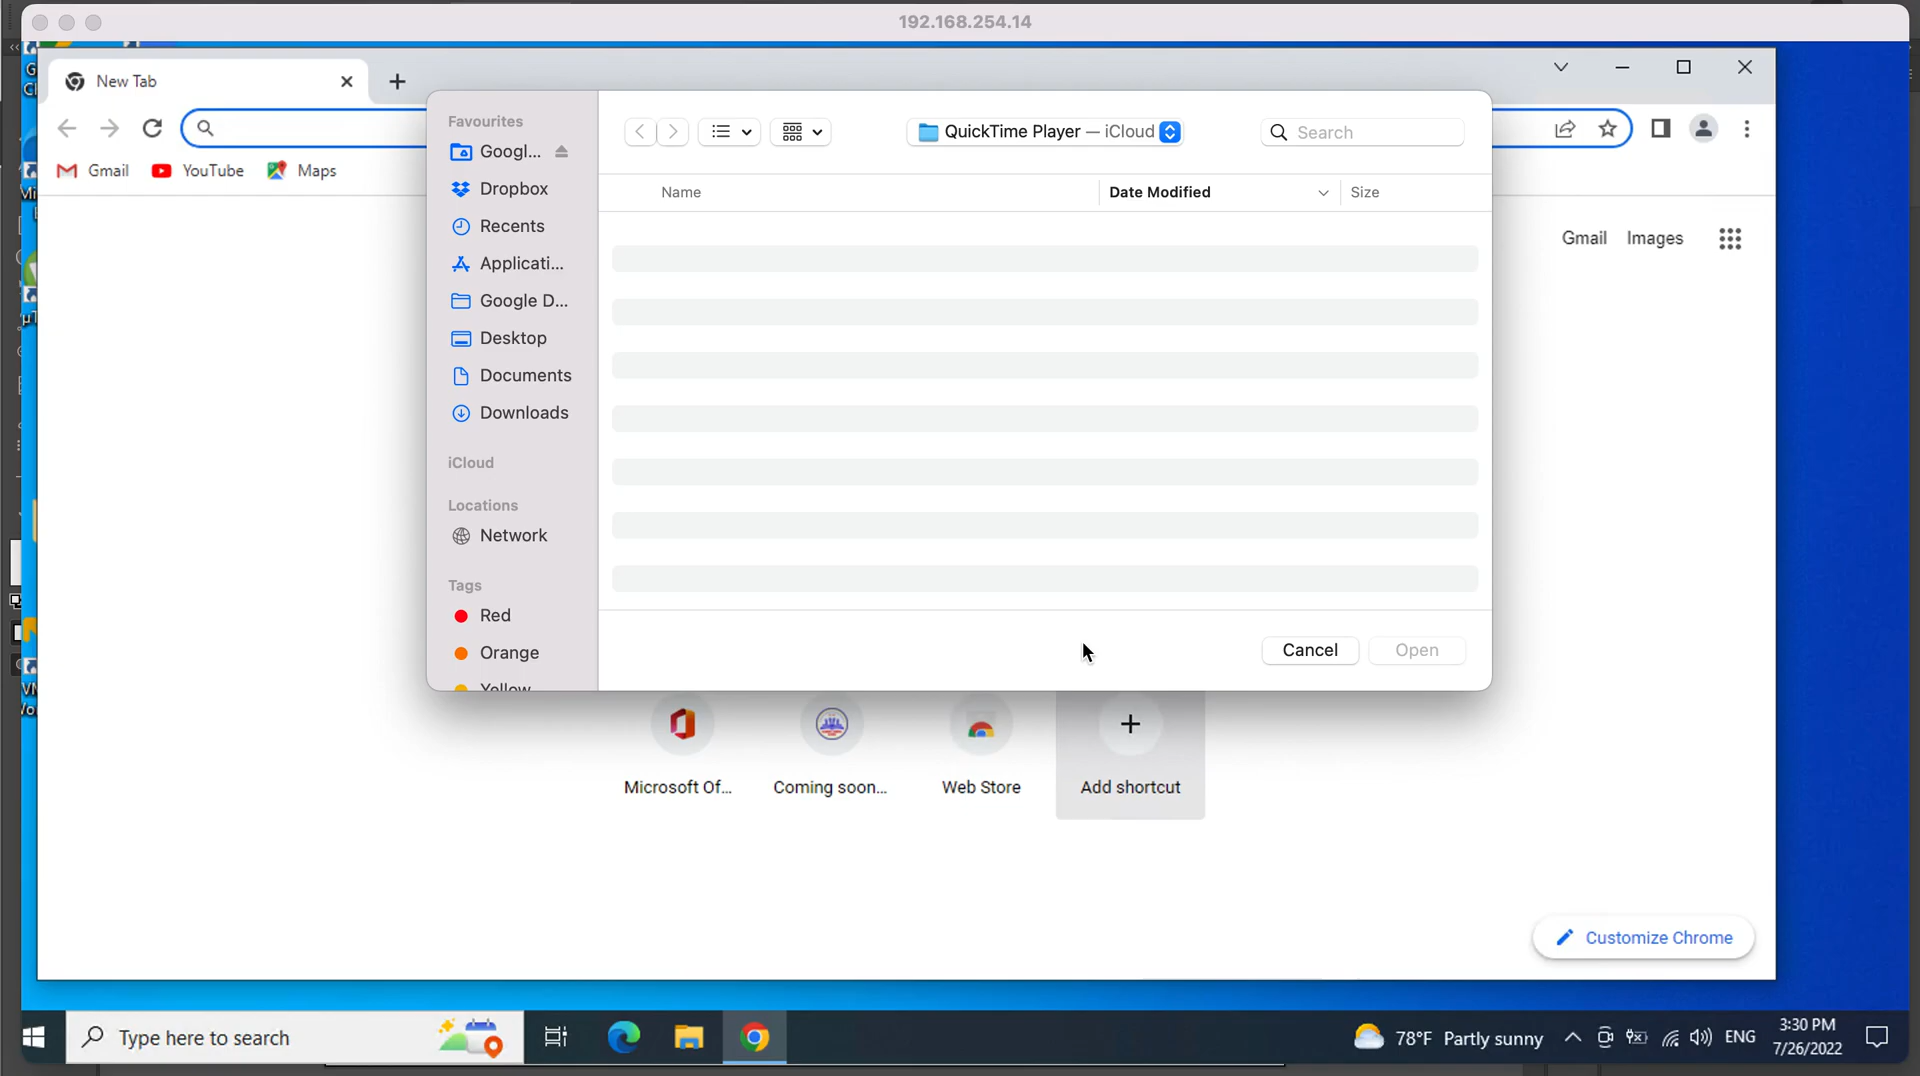 192.168.254.14
New Tab
Gmail
YouTube
Maps
Favourites
Googl...
Dropbox
Recents
Applicati...
Google D...
Desktop
Documents
Downloads
iCloud
Locations
Network
Tags
Red
Orange
Yellow
QuickTime Player — iCloud
Search
Name
Date Modified
Size
Cancel
Open
Gmail
Images
Microsoft Of...
Coming soon...
Web Store
Add shortcut
Customize Chrome
Type here to search
78°F Partly sunny
ENG
3:30 PM
7/26/2022